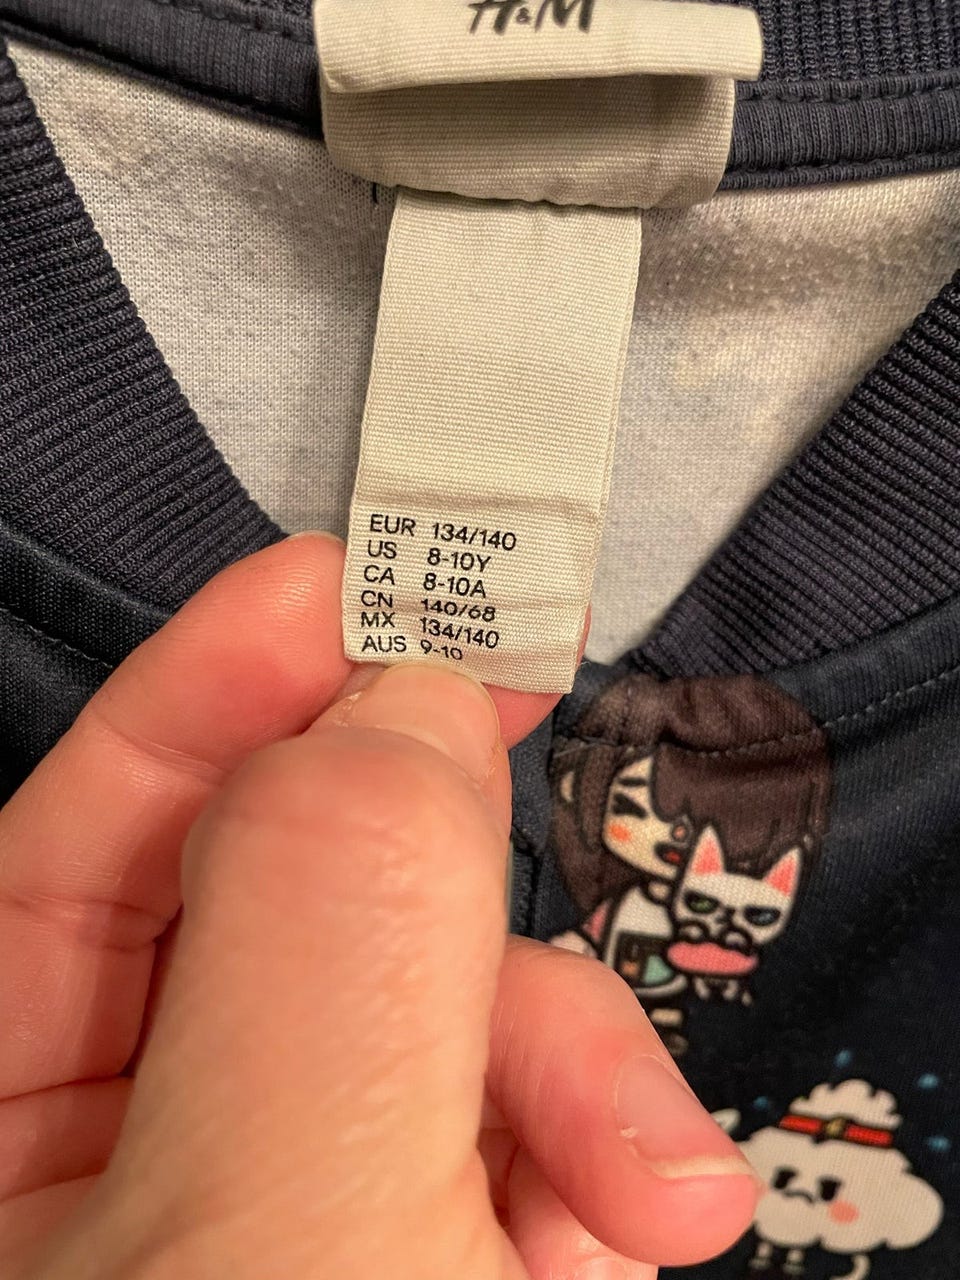 H&M
EUR 134/140
US 8-10Y
CA 8-10A
CN 140/68
MX 134/140
AUS 9-10